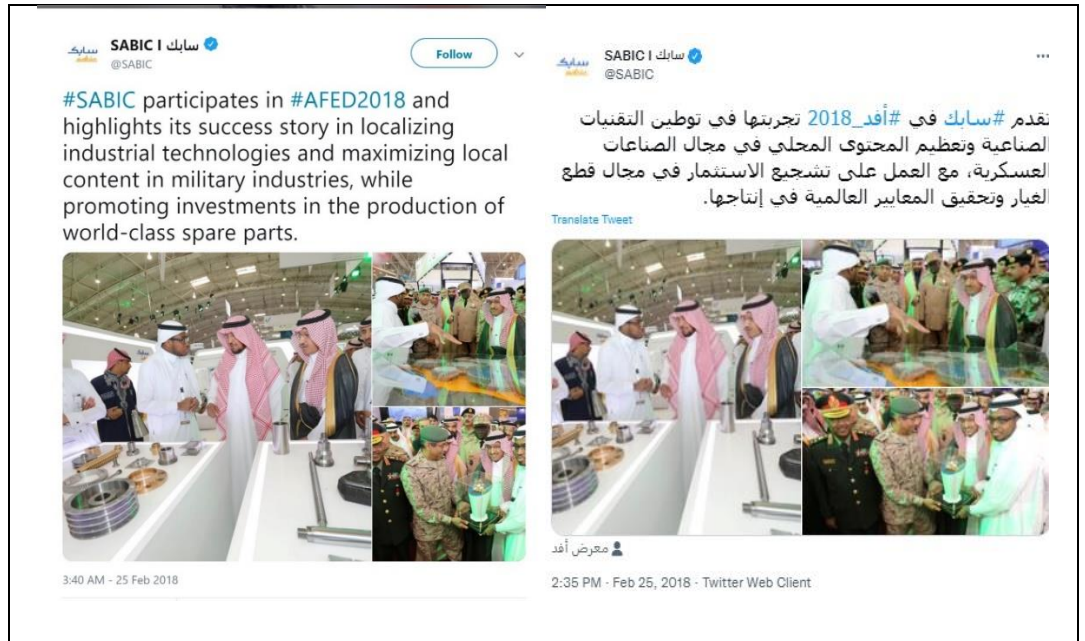 SABIC I سابك
@SABIC
Follow
#SABIC participates in #AFED2018 and
highlights its success story in localizing
industrial technologies and maximizing local
content in military industries, while
promoting investments in the production of
world-class spare parts.
3:40 AM - 25 Feb 2018
SABIC I سابك
@SABIC
تقدم #سابك في #أفد_2018 تجربتها في توطين التقنيات
الصناعية وتعظيم المحتوى المحلي في مجال الصناعات
العسكرية، مع العمل على تشجيع الاستثمار في مجال قطع
الغيار وتحقيق المعايير العالمية في إنتاجها.
Translate Tweet
معرض أفد
2:35 PM · Feb 25, 2018 · Twitter Web Client